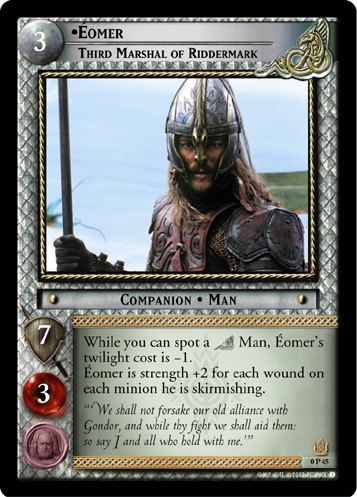 3
•Éomer
Third Marshal of Riddermark
Companion • Man
7
3
While you can spot a Man, Éomer's
twilight cost is –1.
Éomer is strength +2 for each wound on
each minion he is skirmishing.
"'We shall not forsake our old alliance with
Gondor, and while thy fight we shall aid them:
so say I and all who hold with me.'"
0 P 45